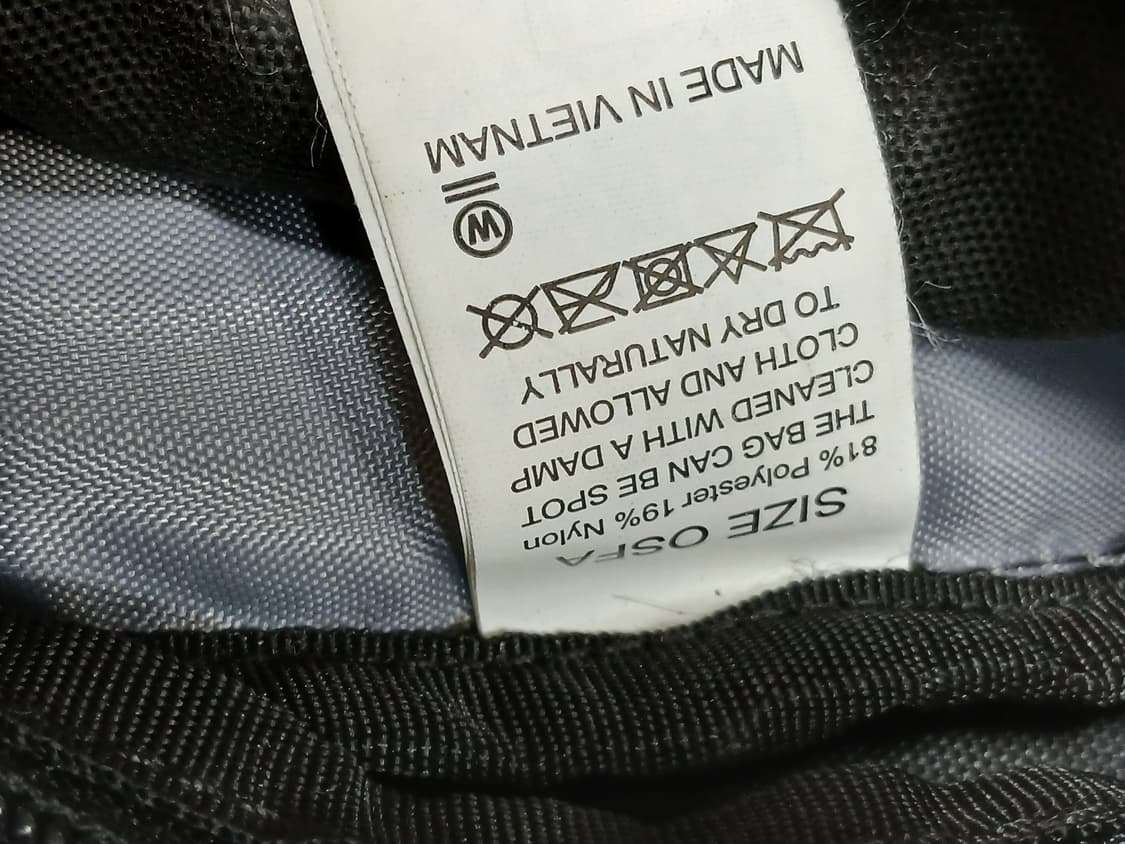 SIZE OSFA
81% Polyester 19% Nylon
THE BAG CAN BE SPOT
CLEANED WITH A DAMP
CLOTH AND ALLOWED
TO DRY NATURALLY
W
MADE IN VIETNAM